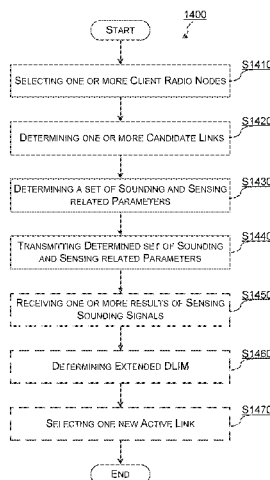 1400
START
SELECTING ONE OR MORE CLIENT RADIO NODES
S1410
DETERMINING ONE OR MORE CANDIDATE LINKS
S1420
DETERMINING A SET OF SOUNDING AND SENSING
RELATED PARAMETERS
S1430
TRANSMITTING DETERMINED SET OF SOUNDING
AND SENSING RELATED PARAMETERS
S1440
RECEIVING ONE OR MORE RESULTS OF SENSING
SOUNDING SIGNALS
S1450
DETERMINING EXTENDED DLIM
S1460
SELECTING ONE NEW ACTIVE LINK
S1470
END